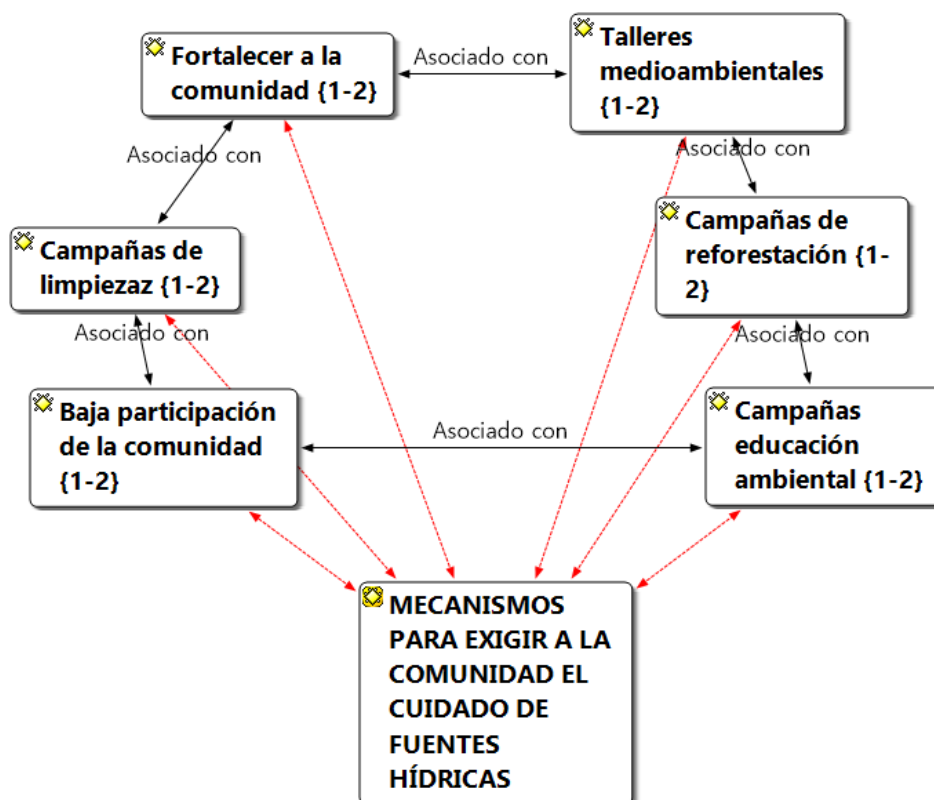 Fortalecer a la
comunidad {1-2}
Asociado con
Talleres
medioambientales
{1-2}
Asociado con
Asociado con
Campañas de
limpiezaz {1-2}
Campañas de
reforestación {1-
2}
Asociado con
Asociado con
Baja participación
de la comunidad
{1-2}
Asociado con
Campañas
educación
ambiental {1-2}
MECANISMOS
PARA EXIGIR A LA
COMUNIDAD EL
CUIDADO DE
FUENTES
HÍDRICAS